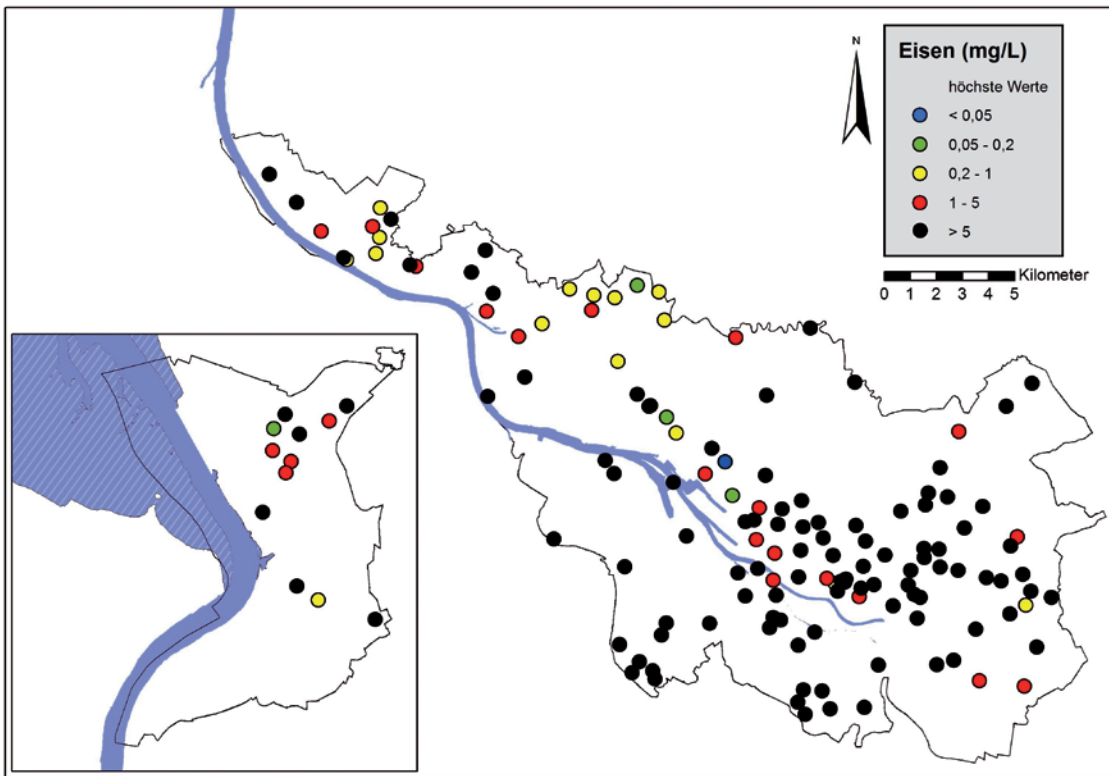 N
Eisen (mg/L)
höchste Werte
< 0,05
0,05 - 0,2
0,2 - 1
1 - 5
> 5
Kilometer
0 1 2 3 4 5